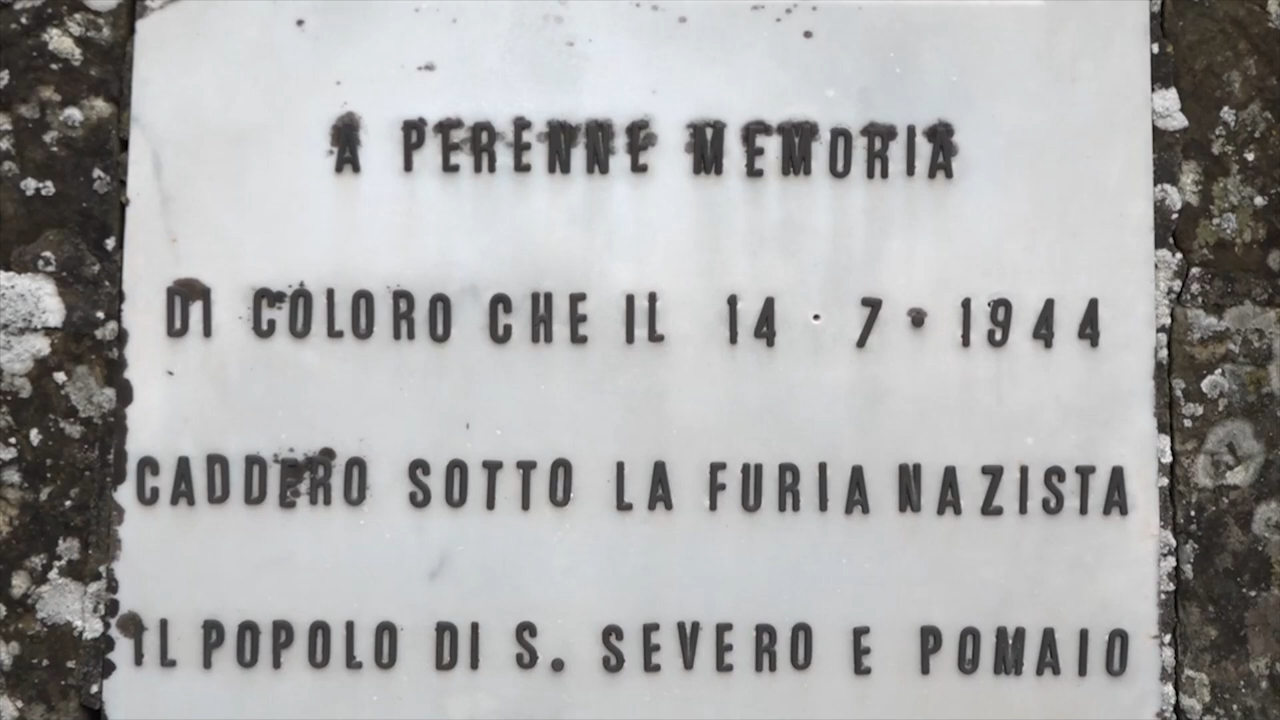 A PERENNE MEMORIA
DI COLORO CHE IL 14 · 7 · 1944
CADDERO SOTTO LA FURIA NAZISTA
IL POPOLO DI S. SEVERO E POMAIO